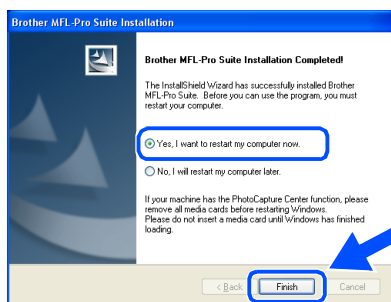 Brother MFL-Pro Suite Installation
Brother MFL-Pro Suite Installation Completed!
The InstallShield Wizard has successfully installed Brother
MFL-Pro Suite. Before you can use the program, you must
restart your computer.
Yes, I want to restart my computer now.
No, I will restart my computer later.
If your machine has the PhotoCapture Center function, please
remove all media cards before restarting Windows.
Please do not insert a media card until Windows has finished
loading.
< Back Finish Cancel